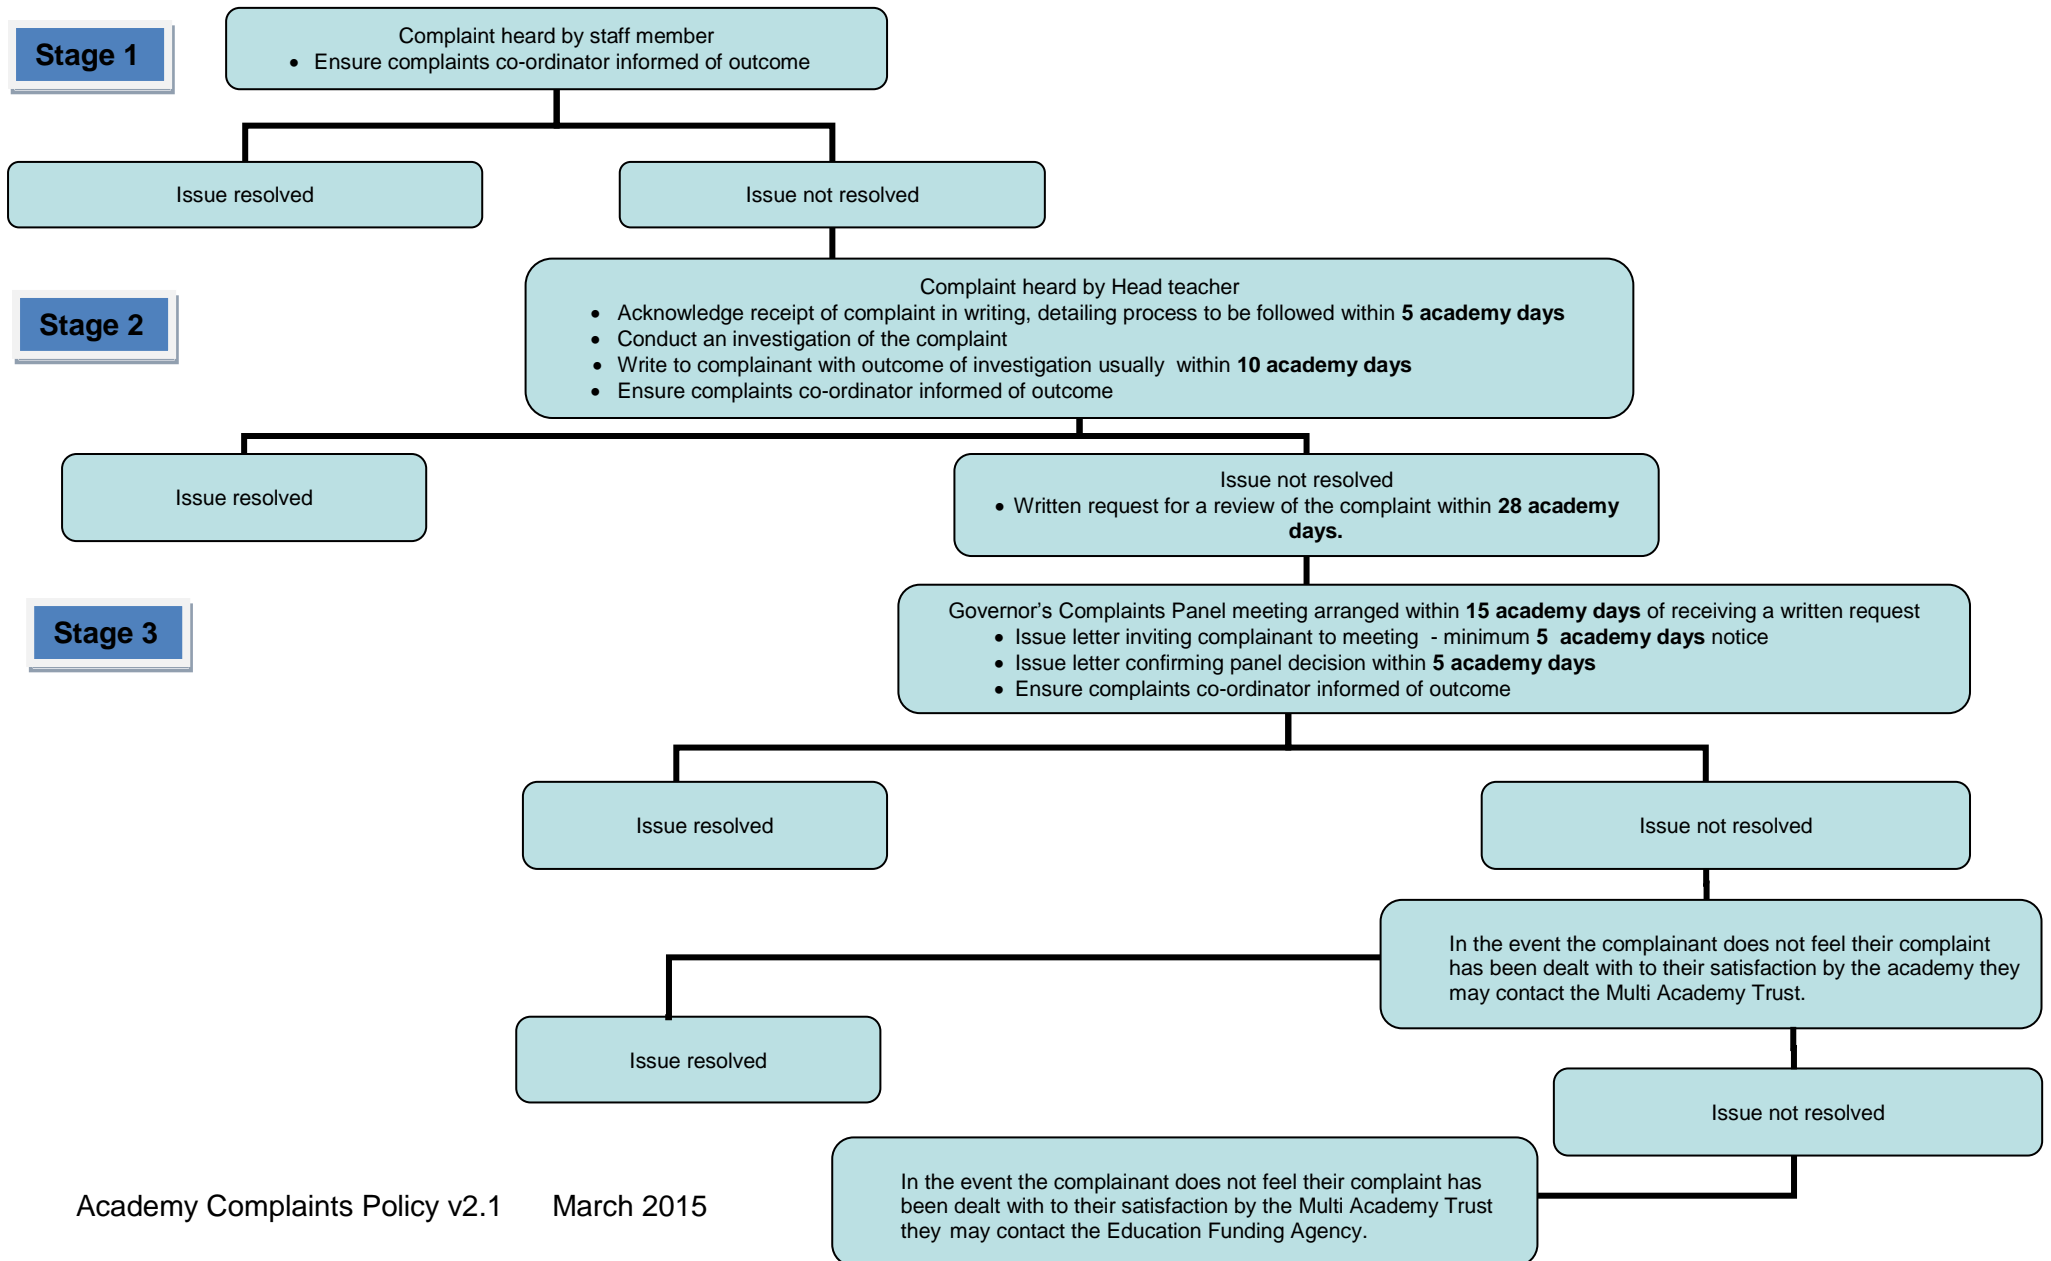 Stage 1
Complaint heard by staff member
• Ensure complaints co-ordinator informed of outcome
Issue resolved
Issue not resolved
Stage 2
Complaint heard by Head teacher
• Acknowledge receipt of complaint in writing, detailing process to be followed within 5 academy days
• Conduct an investigation of the complaint
• Write to complainant with outcome of investigation usually within 10 academy days
• Ensure complaints co-ordinator informed of outcome
Issue resolved
Issue not resolved
• Written request for a review of the complaint within 28 academy
days.
Stage 3
Governor’s Complaints Panel meeting arranged within 15 academy days of receiving a written request
• Issue letter inviting complainant to meeting - minimum 5 academy days notice
• Issue letter confirming panel decision within 5 academy days
• Ensure complaints co-ordinator informed of outcome
Issue resolved
Issue not resolved
In the event the complainant does not feel their complaint
has been dealt with to their satisfaction by the academy they
may contact the Multi Academy Trust.
Issue resolved
Issue not resolved
In the event the complainant does not feel their complaint has
been dealt with to their satisfaction by the Multi Academy Trust
they may contact the Education Funding Agency.
Academy Complaints Policy v2.1 March 2015